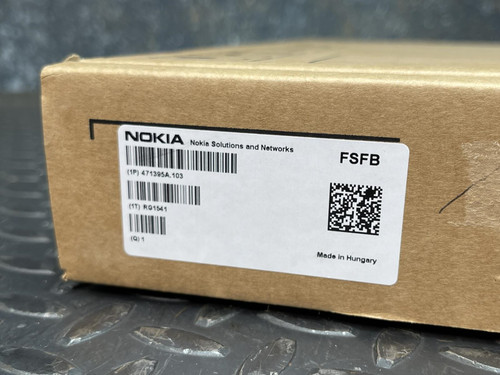 NOKIA Nokia Solutions and Networks
FSFB
(1P) 471395A.103
(1T) RG1541
(Q) 1
Made in Hungary